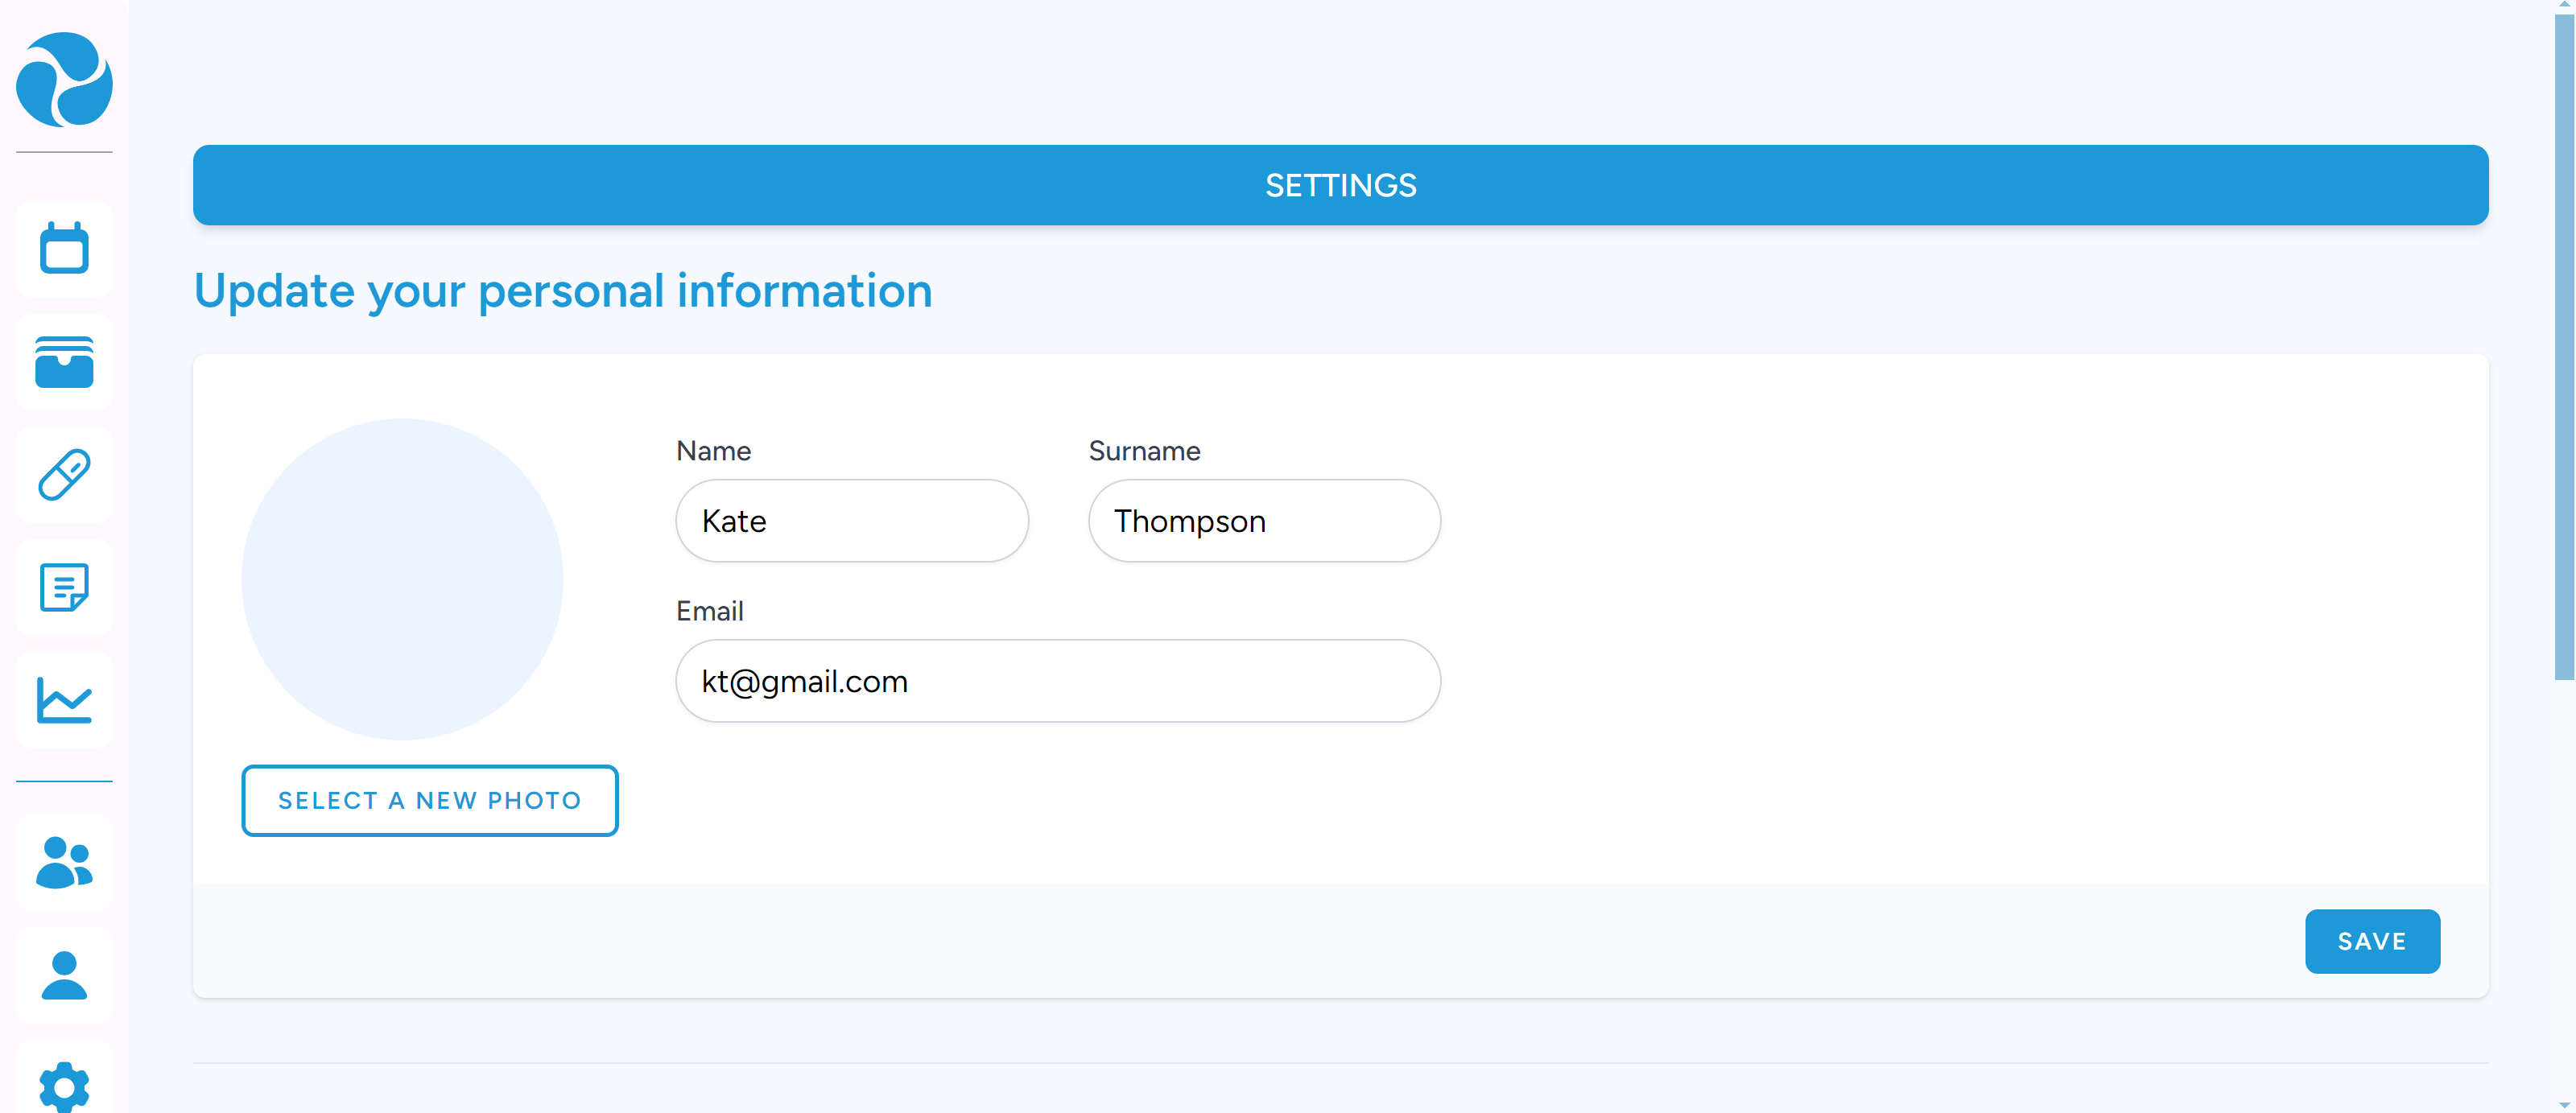 SETTINGS
Update your personal information
Name
Surname
Kate
Thompson
Email
kt@gmail.com
SELECT A NEW PHOTO
SAVE